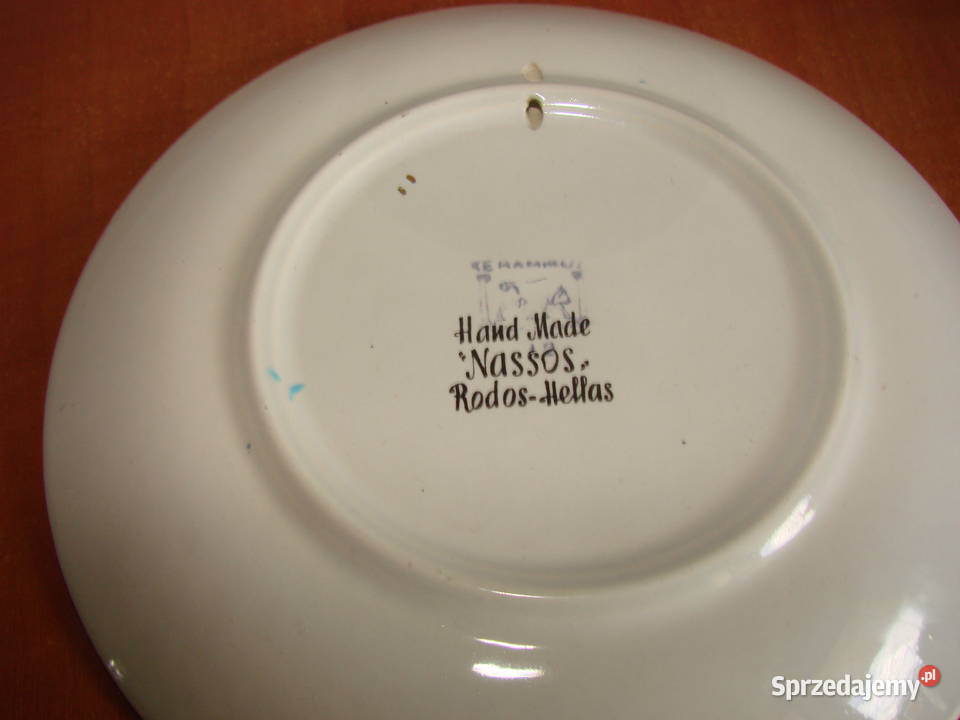 Hand Made
"NASSOS"
Rodos-Hellas
Sprzedajemy.pl